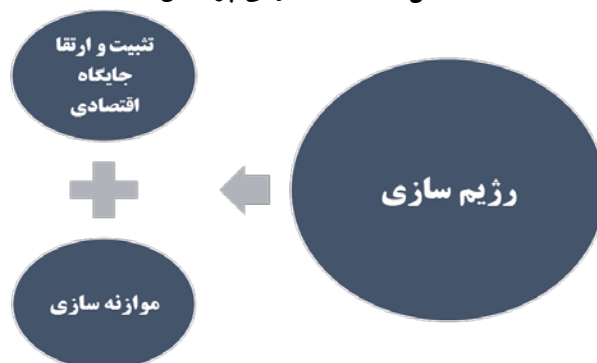 تثبیت و ارتقا
جایگاه
اقتصادی
رژیم سازی
موازنه سازی